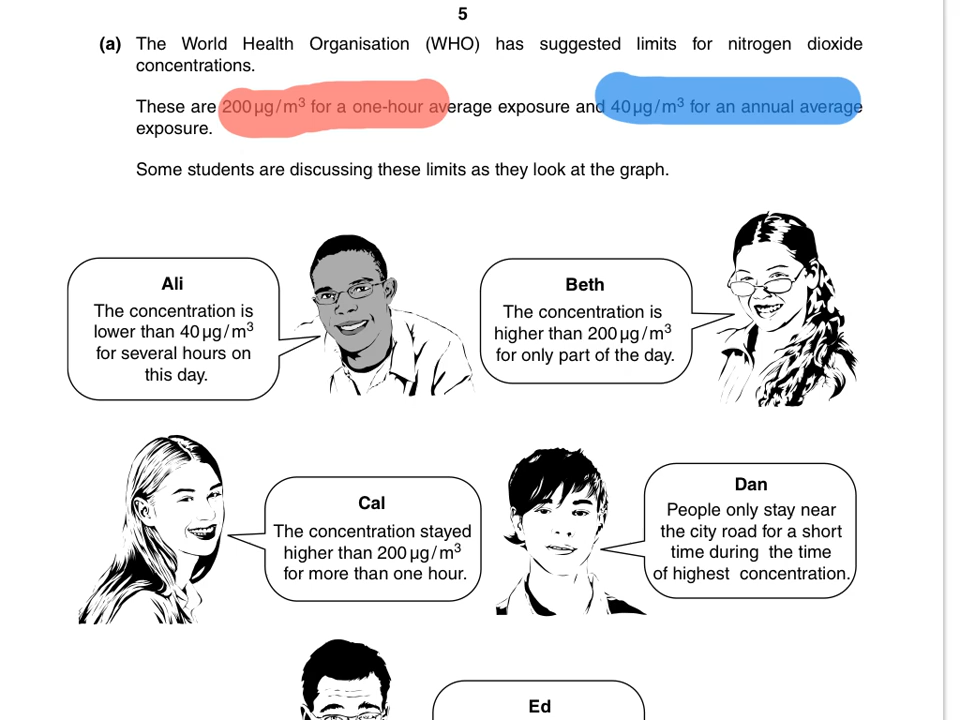 5
(a) The World Health Organisation (WHO) has suggested limits for nitrogen dioxide
concentrations.
These are 200 µg/m³ for a one-hour average exposure and 40 µg/m³ for an annual average
exposure.
Some students are discussing these limits as they look at the graph.
Ali
The concentration is
lower than 40 µg/m³
for several hours on
this day.
Beth
The concentration is
higher than 200 µg/m³
for only part of the day.
Cal
The concentration stayed
higher than 200 µg/m³
for more than one hour.
Dan
People only stay near
the city road for a short
time during the time
of highest concentration.
Ed